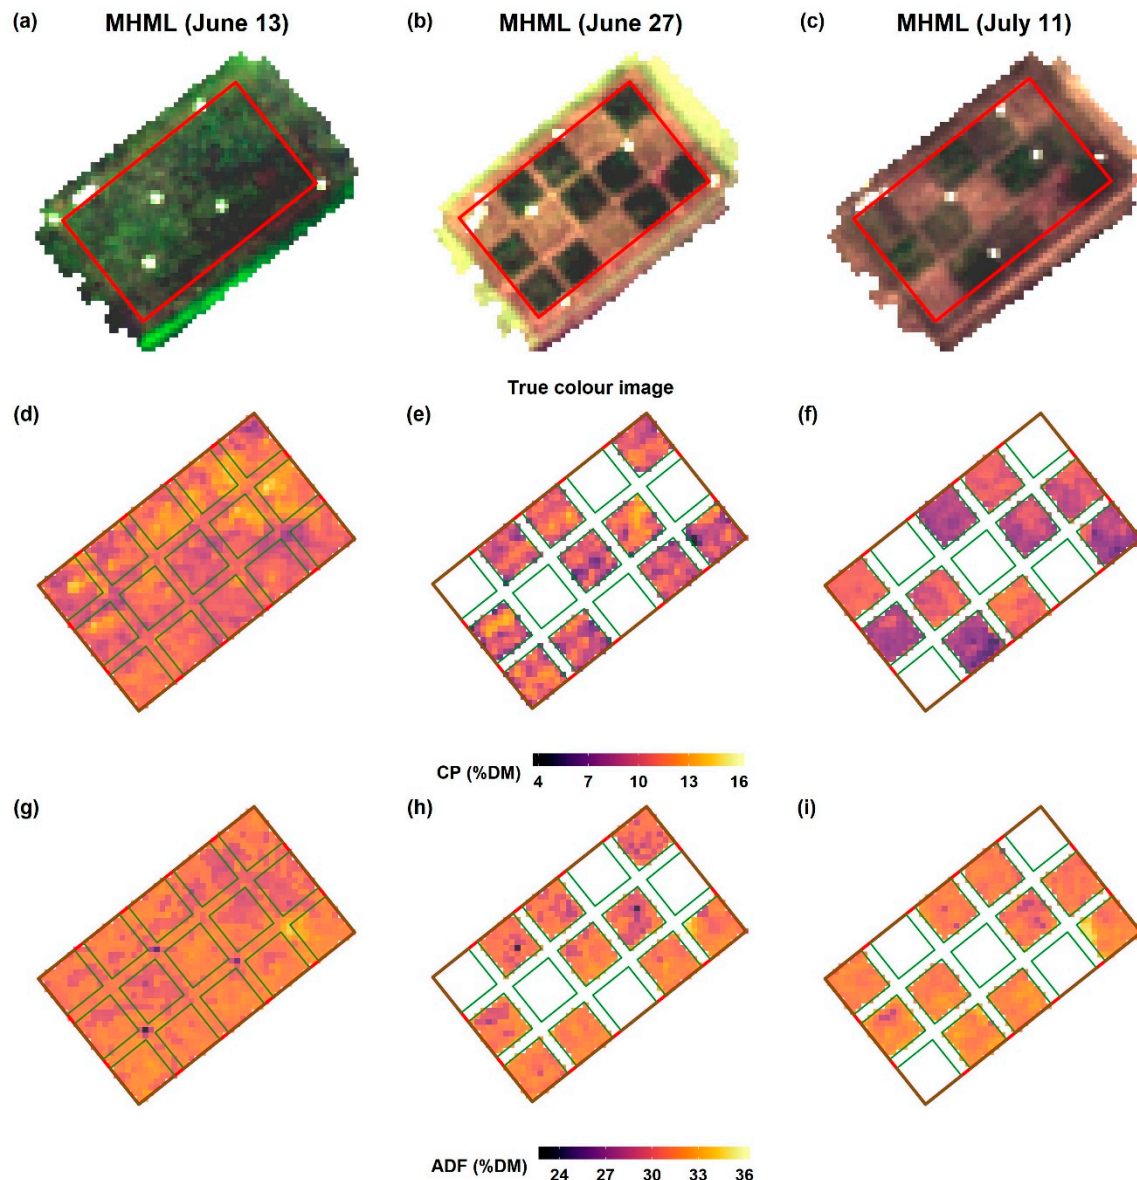 (a) MHML (June 13)
(b) MHML (June 27)
(c) MHML (July 11)
True colour image
(d)
(e)
(f)
CP (%DM)
4 7 10 13 16
(g)
(h)
(i)
ADF (%DM)
24 27 30 33 36